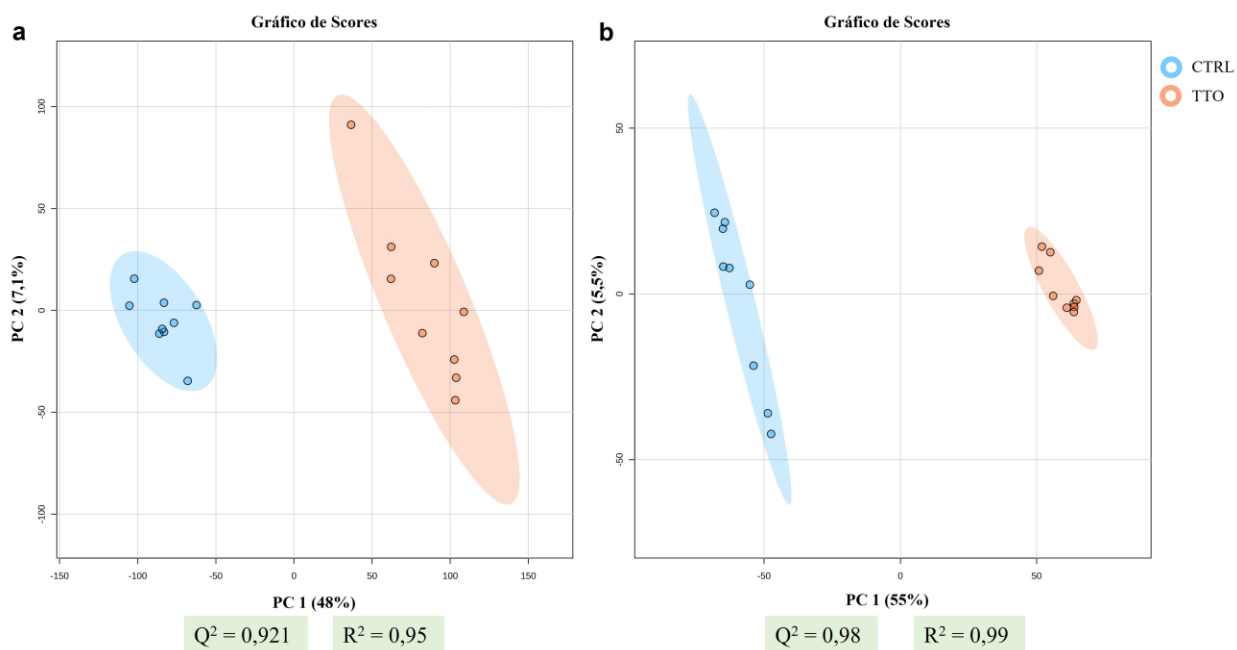 a
Gráfico de Scores
PC 2 (7,1%)
100
50
0
-50
-100
-150
-100
-50
0
50
100
150
PC 1 (48%)
Q² = 0,921
R² = 0,95
b
Gráfico de Scores
PC 2 (5,5%)
50
0
-50
-50
0
50
PC 1 (55%)
Q² = 0,98
R² = 0,99
CTRL
TTO